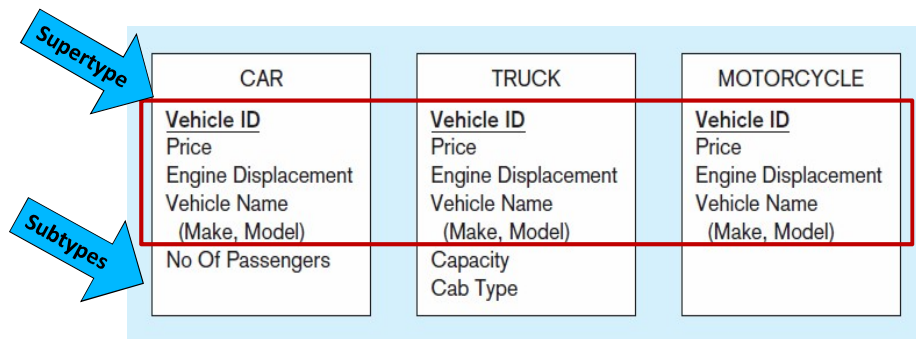 Supertype
Subtypes
CAR
Vehicle ID
Price
Engine Displacement
Vehicle Name
(Make, Model)
No Of Passengers
TRUCK
Vehicle ID
Price
Engine Displacement
Vehicle Name
(Make, Model)
Capacity
Cab Type
MOTORCYCLE
Vehicle ID
Price
Engine Displacement
Vehicle Name
(Make, Model)